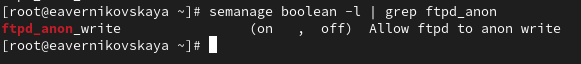 [root@eavernikovskaya]# semanage boolean -l | grep ftpd_anon
ftpd_anon_write                (on   ,  off)  Allow ftpd to anon write
[root@eavernikovskaya]#